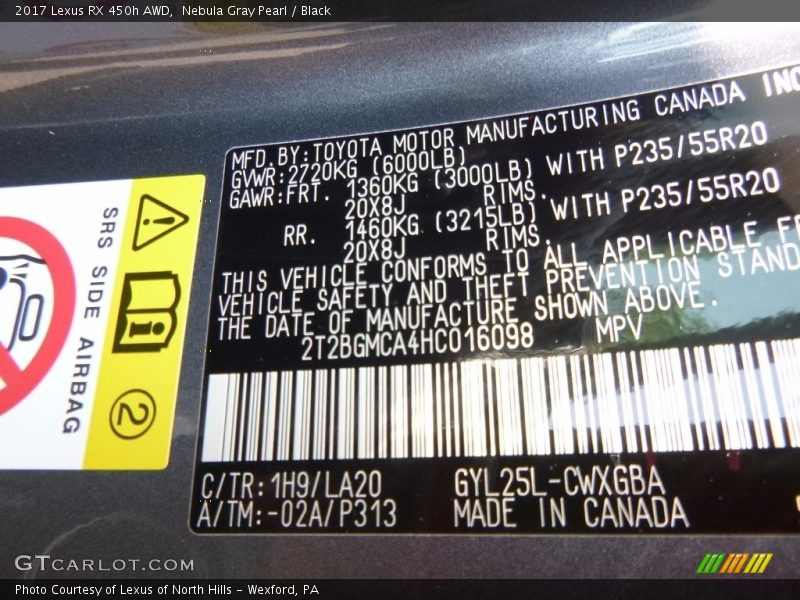 2017 Lexus RX 450h AWD, Nebula Gray Pearl / Black
MFD.BY:TOYOTA MOTOR MANUFACTURING CANADA INC
GVWR:2720KG (6000LB)
GAWR:FRT. 1360KG (3000LB) WITH P235/55R20
20X8J RIMS.
RR. 1460KG (3215LB) WITH P235/55R20
20X8J RIMS.
THIS VEHICLE CONFORMS TO ALL APPLICABLE FE
VEHICLE SAFETY AND THEFT PREVENTION STAND
THE DATE OF MANUFACTURE SHOWN ABOVE.
2T2BGMCA4HC016098 MPV
C/TR:1H9/LA20 GYL25L-CWXGBA
A/TM:-02A/P313 MADE IN CANADA
SRS SIDE AIRBAG
2
GTCARLOT.COM
Photo Courtesy of Lexus of North Hills - Wexford, PA